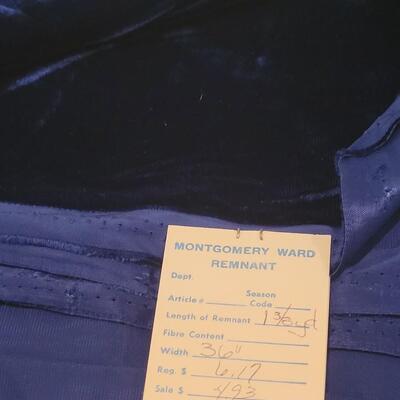 MONTGOMERY WARD
REMNANT
Dept.
Season
Article # Code
Length of Remnant 1 3/8 yd
Fibre Content
Width 36"
Reg. $ 6.17
Sale $ 4.93